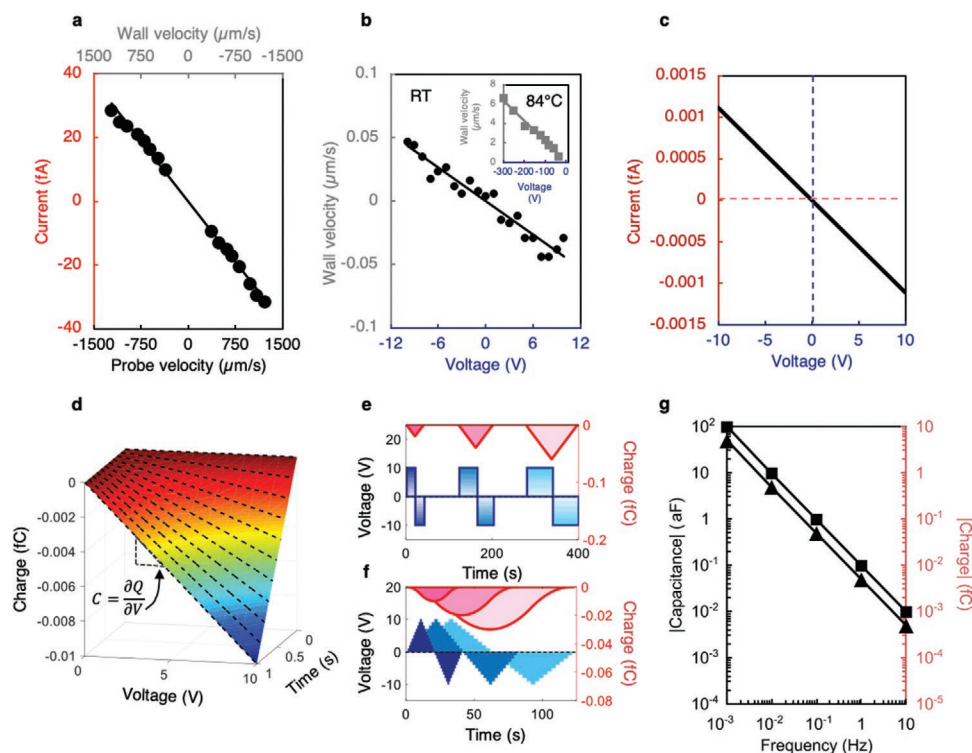 a
Wall velocity (µm/s)
1500 750 0 -750 -1500
40
20
0
-20
-40
Current (fA)
-1500 -750 0 750 1500
Probe velocity (µm/s)
b
0.1
0.05
0
-0.05
-0.1
Wall velocity (µm/s)
RT
84°C
8
6
4
2
0
Wall velocity
(µm/s)
-300 -200 -100 0
Voltage
(V)
-12 -6 0 6 12
Voltage (V)
c
0.0015
0.001
0.0005
0
-0.0005
-0.001
-0.0015
Current (fA)
-10 -5 0 5 10
Voltage (V)
d
0
-0.002
-0.004
-0.006
-0.008
-0.01
Charge (fC)
C = ∂Q/∂V
0 5 10
Voltage (V)
0
0.5
1
Time (s)
e
20
10
0
-10
Voltage (V)
0
-0.1
-0.2
Charge (fC)
0 100 200 300 400
Time (s)
f
20
10
0
-10
Voltage (V)
0
-0.02
-0.04
-0.06
-0.08
Charge (fC)
0 50 100
Time (s)
g
10²
10
1
10⁻¹
10⁻²
10⁻³
10⁻⁴
|Capacitance| (aF)
10
1
10⁻¹
10⁻²
10⁻³
10⁻⁴
10⁻⁵
|Charge| (fC)
10⁻³ 10⁻² 10⁻¹ 1 10
Frequency (Hz)